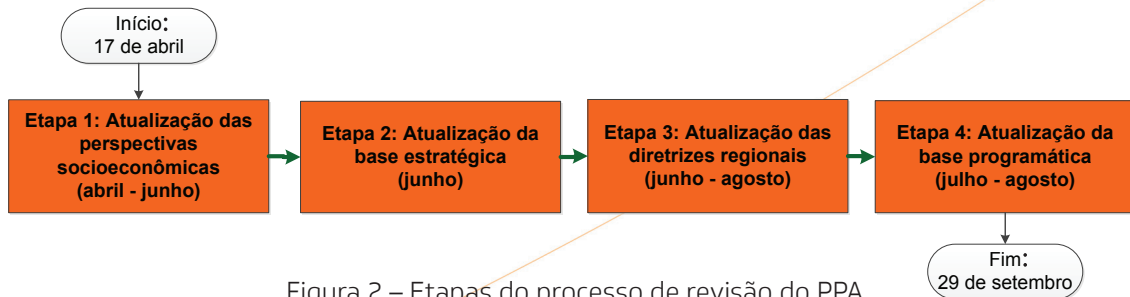 Início:
17 de abril
Etapa 1: Atualização das
perspectivas
socioeconômicas
(abril - junho)
Etapa 2: Atualização da
base estratégica
(junho)
Etapa 3: Atualização das
diretrizes regionais
(junho - agosto)
Etapa 4: Atualização da
base programática
(julho - agosto)
Fim:
29 de setembro
Figura 2 – Etapas do processo de revisão do PPA